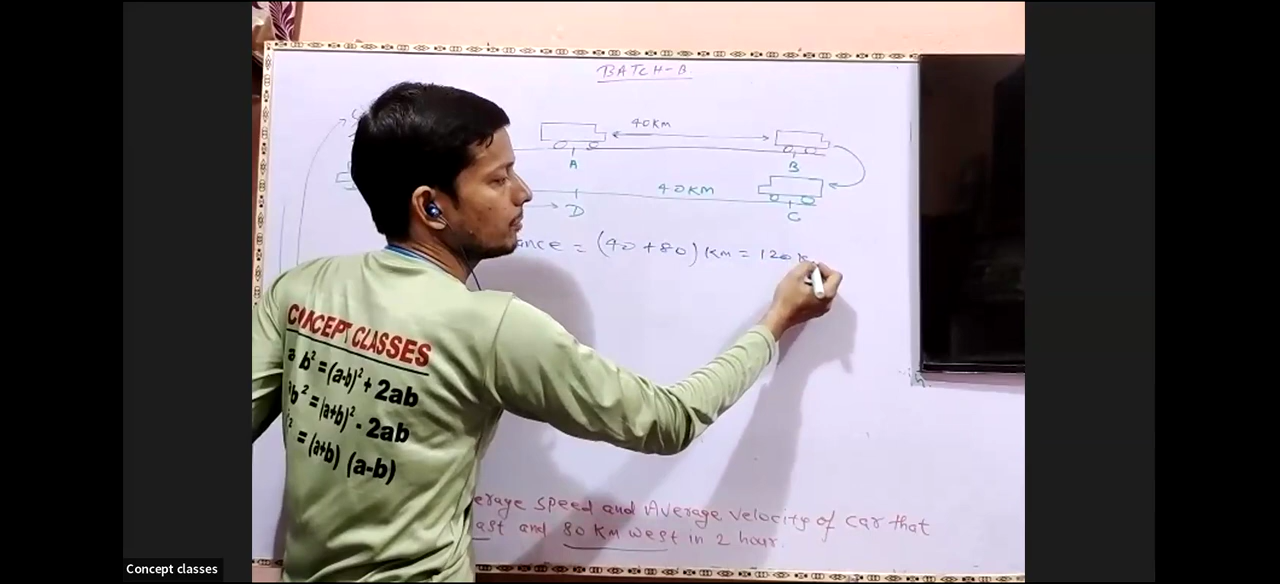 BATCH-B
40KM
A
B
40KM
D
C
ance = (40+80) KM = 120 K
CONCEPT CLASSES
b² = (a-b)² + 2ab
b² = (a+b)² - 2ab
= (a+b) (a-b)
erage speed and Average velocity of car that
ast and 80 KM west in 2 hour.
Concept classes